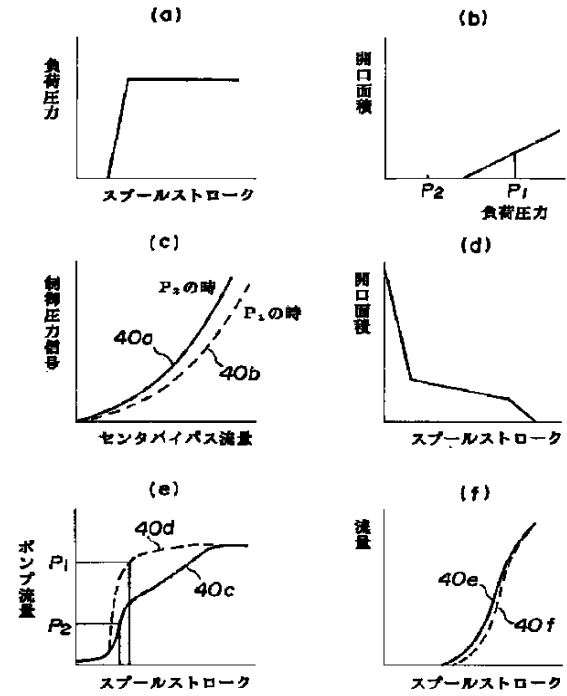 (a)
負荷圧力
スプールストローク
(b)
開口面積
P2
P1
負荷圧力
(c)
制御圧力信号
P₂の時
P₁の時
40a
40b
センタバイパス流量
(d)
開口面積
スプールストローク
(e)
ポンプ流量
P1
P2
40d
40c
スプールストローク
(f)
流量
40e
40f
スプールストローク